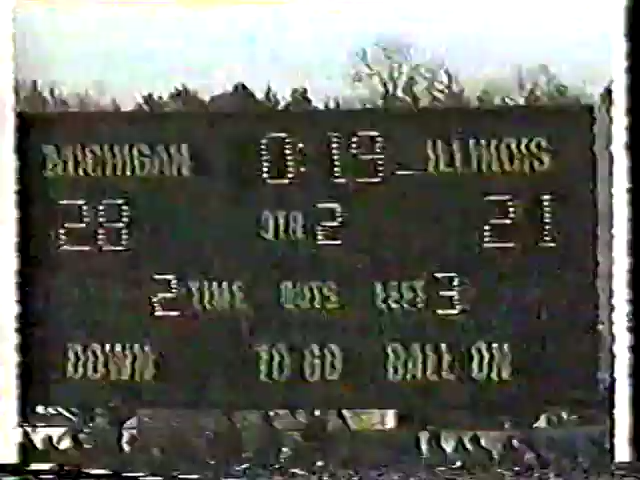 MICHIGAN 0:19 ILLINOIS
28 QTR 2 21
2 TIME OUTS LEFT 3
DOWN TO GO BALL ON